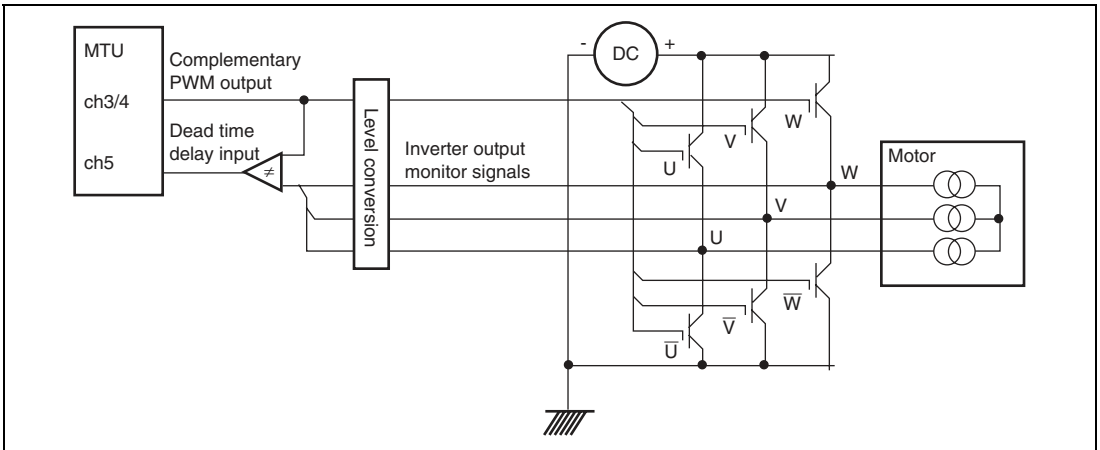 MTU
ch3/4
ch5
Complementary
PWM output
Dead time
delay input
≠
Level conversion
Inverter output
monitor signals
- DC +
U
V
W
W
V
U
U̅
V̅
W̅
Motor